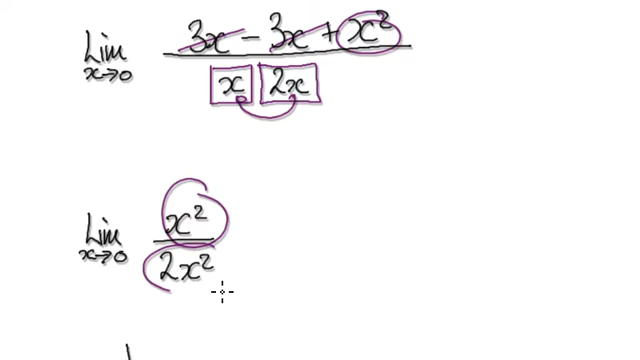 Lim x→0 (3x - 3x + x²) / (x 2x)
Lim x→0 x² / 2x²